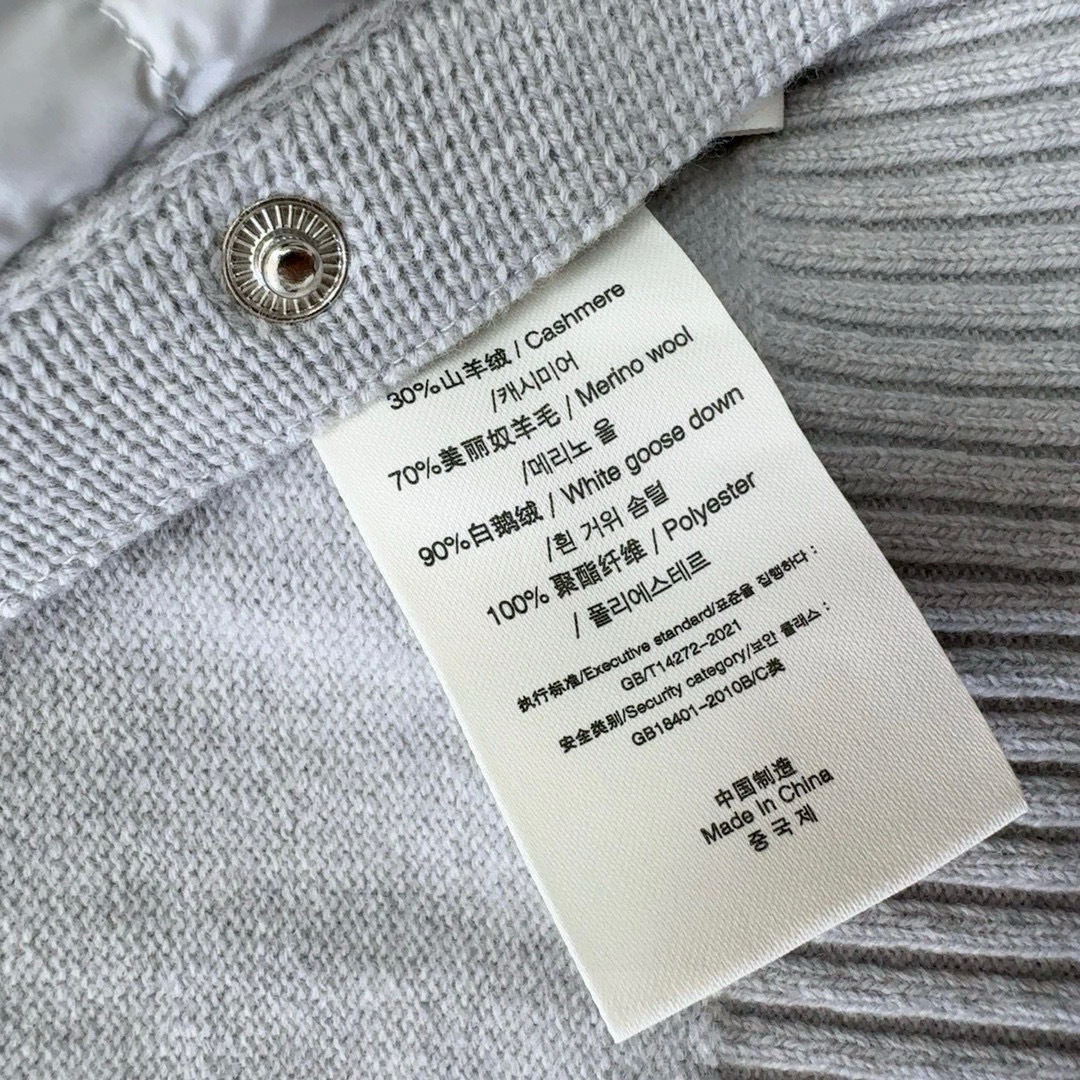 30%山羊绒 / Cashmere
/캐시미어
70%美丽奴羊毛 / Merino wool
/메리노 울
90%白鹅绒 / White goose down
/흰 거위 솜털
100% 聚酯纤维 / Polyester
/ 폴리에스테르
执行标准/Executive standard/표준을 집행하다 :
GB/T14272-2021
安全类别/Security category/보안 클래스 :
GB18401-2010B/C类
中国制造
Made In China
중국제